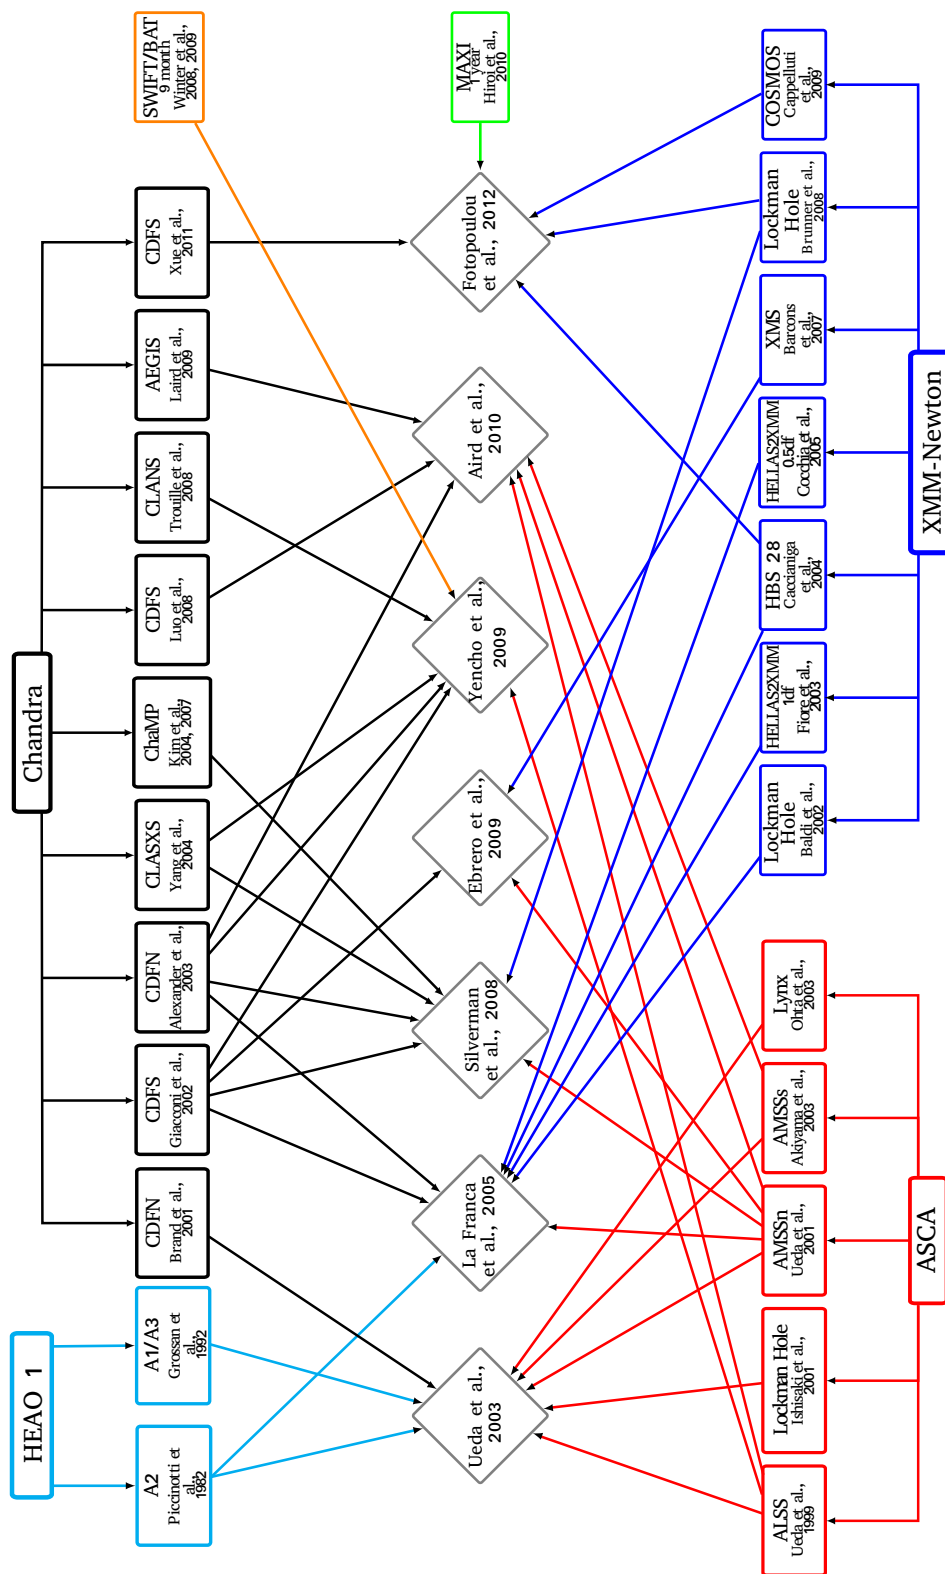 HEAO 1
Chandra
A2
Piccinotti et
al.,
1982
A1/A3
Grossan et
al.,
1992
CDFN
Brand et al.,
2001
CDFS
Giacconi et al.,
2002
CDFN
Alexander et al.,
2003
CLASXS
Yang et al.,
2004
ChaMP
Kim et al.,
2004, 2007
CDFS
Luo et al.,
2008
CLANS
Trouille et al.,
2008
AEGIS
Laird et al.,
2009
CDFS
Xue et al.,
2011
SWIFT/BAT
9 month
Winter et al.,
2008, 2009
Ueda et al.,
2003
La Franca
et al., 2005
Silverman
et al., 2008
Ebrero et al.,
2009
Yencho et al.,
2009
Aird et al.,
2010
Fotopoulou
et al., 2012
MAXI
1 year
Hiroi et al.,
2010
ALSS
Ueda et al.,
1999
Lockman Hole
Ishisaki et al.,
2001
AMSSn
Ueda et al.,
2001
AMSSs
Akiyama et al.,
2003
Lynx
Ohta et al.,
2003
Lockman
Hole
Baldi et al.,
2002
HELLAS2XMM
1df
Fiore et al.,
2003
HBS 28
Caccianiga
et al.,
2004
HELLAS2XMM
0.5df
Cocchia et al.,
2005
XMS
Barcons
et al.,
2007
Lockman
Hole
Brunner et al.,
2008
COSMOS
Cappelluti
et al.,
2009
ASCA
XMM-Newton